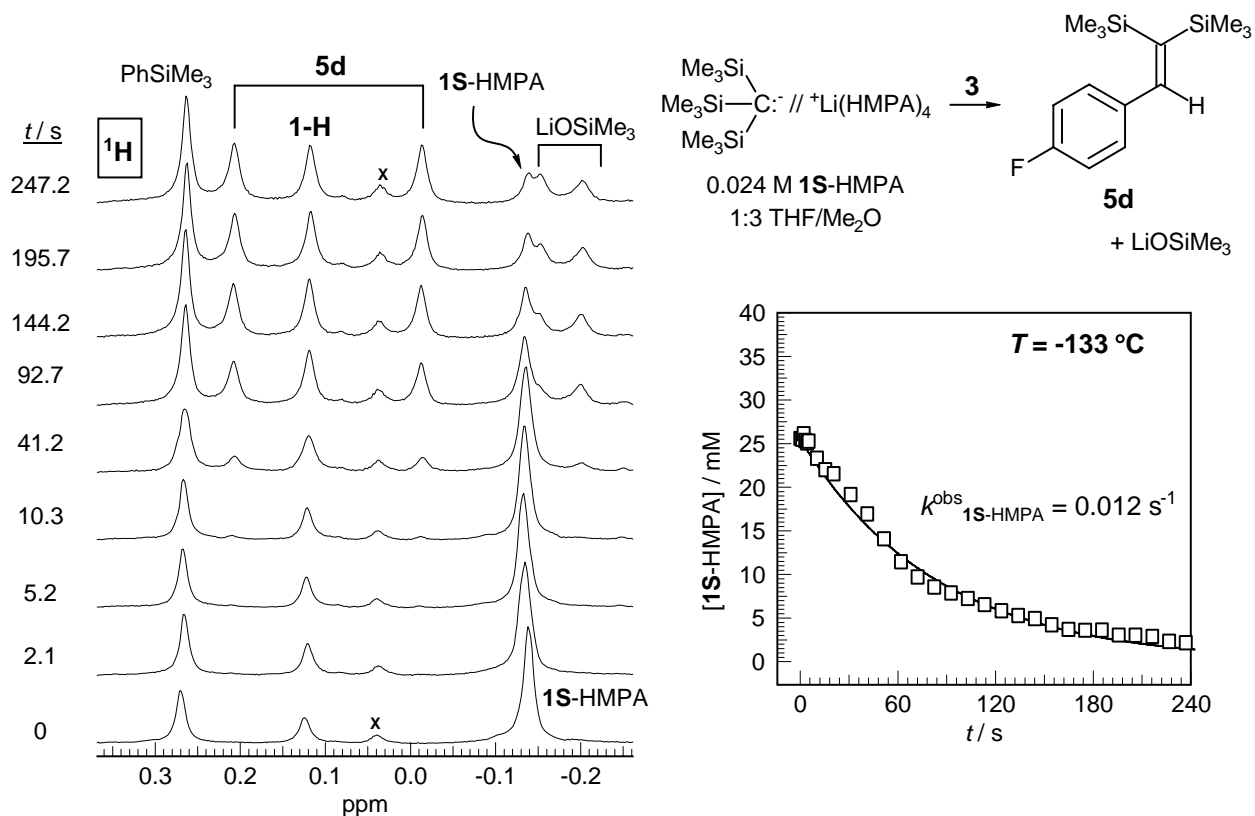 t / s
¹H
PhSiMe₃
5d
1-H
x
1S-HMPA
LiOSiMe₃
247.2
195.7
144.2
92.7
41.2
10.3
5.2
2.1
0
x
1S-HMPA
0.3 0.2 0.1 0.0 -0.1 -0.2
ppm
Me₃Si
Me₃Si C:⁻ // ⁺Li(HMPA)₄
Me₃Si
3
0.024 M 1S-HMPA
1:3 THF/Me₂O
Me₃Si SiMe₃
H
F
5d
+ LiOSiMe₃
T = -133 °C
k^obs_1S-HMPA = 0.012 s⁻¹
[1S-HMPA] / mM
40
35
30
25
20
15
10
5
0
0 60 120 180 240
t / s